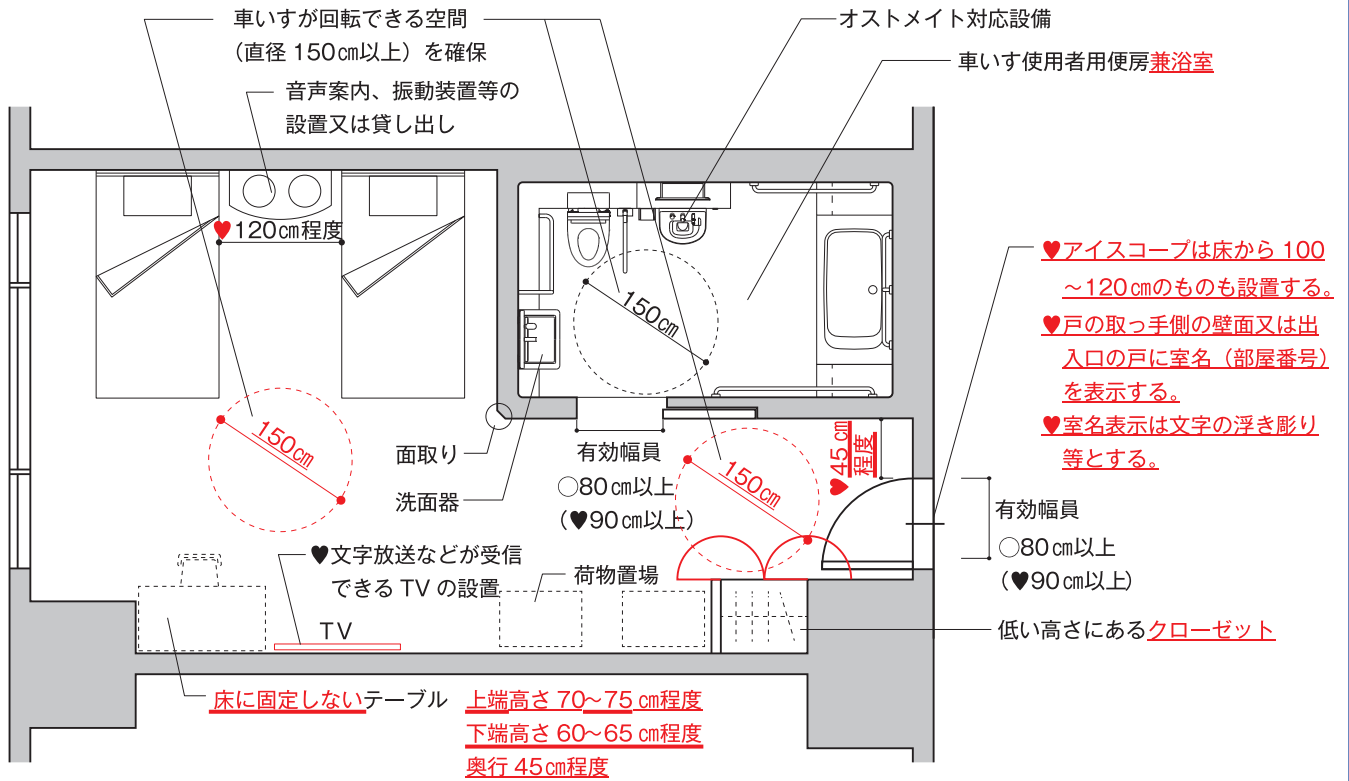 車いすが回転できる空間
（直径 150㎝以上）を確保
オストメイト対応設備
車いす使用者用便房兼浴室
音声案内、振動装置等の
設置又は貸し出し
♥120㎝程度
150㎝
150㎝
150㎝
♥45㎝
程度
♥アイスコープは床から 100
～120㎝のものも設置する。
♥戸の取っ手側の壁面又は出
入口の戸に室名（部屋番号）
を表示する。
♥室名表示は文字の浮き彫り
等とする。
面取り
洗面器
有効幅員
○80㎝以上
（♥90㎝以上）
有効幅員
○80㎝以上
（♥90㎝以上）
♥文字放送などが受信
できる TV の設置
荷物置場
TV
低い高さにあるクローゼット
床に固定しないテーブル
上端高さ 70～75㎝程度
下端高さ 60～65㎝程度
奥行 45㎝程度